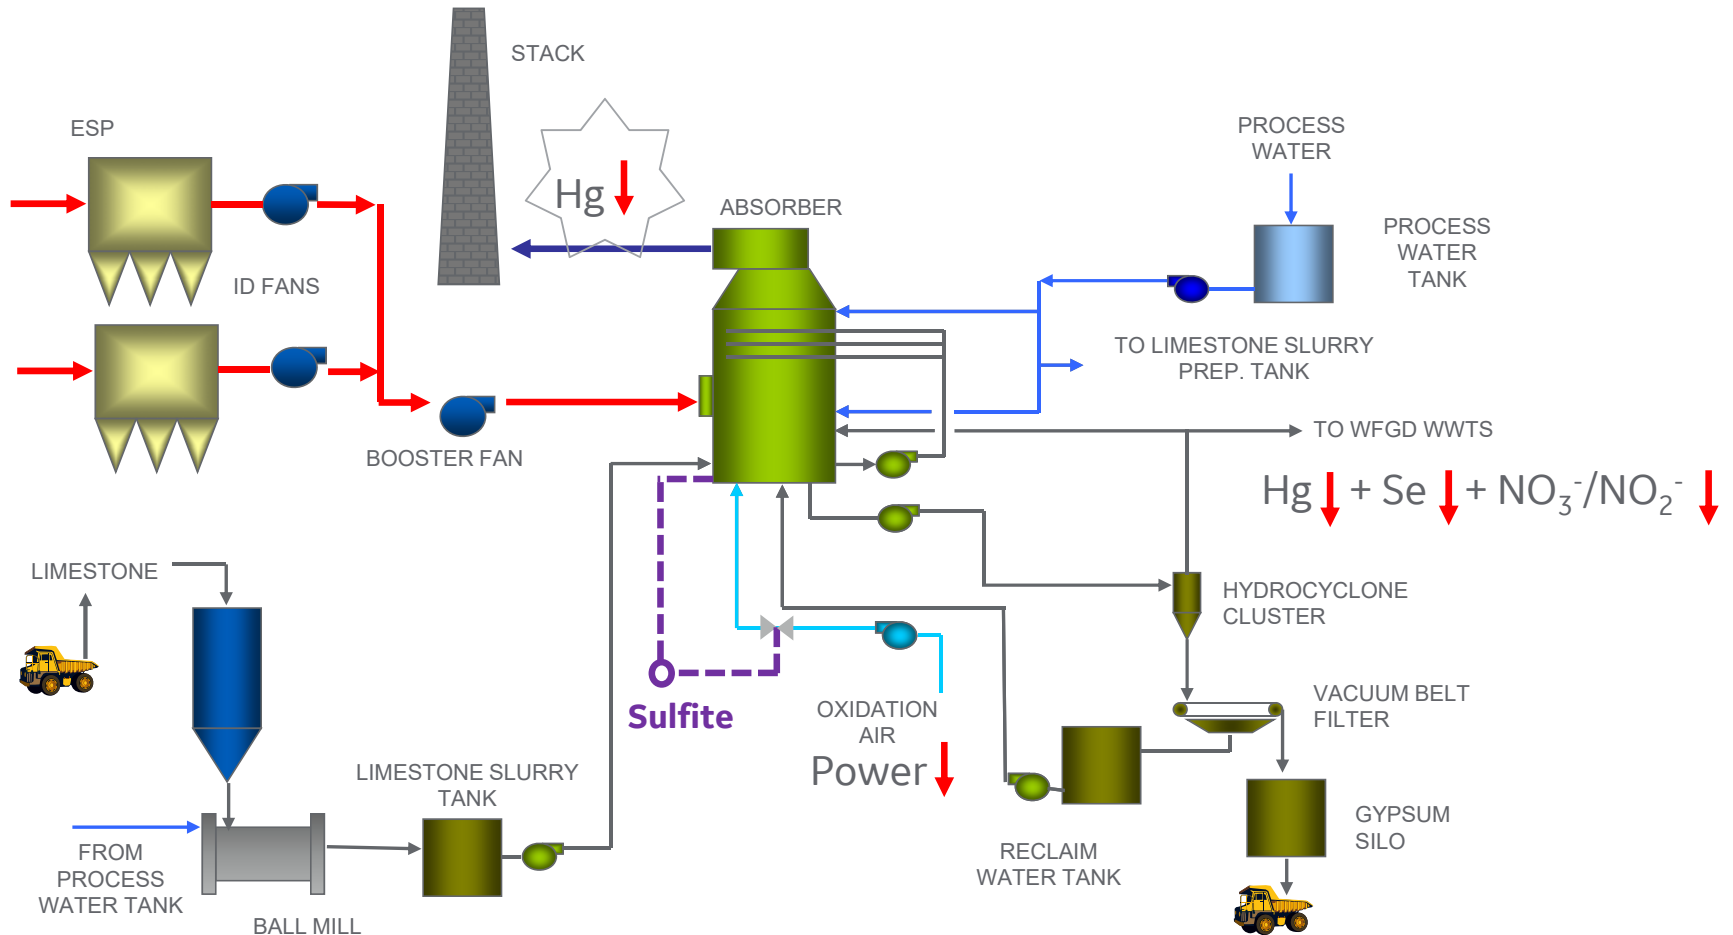 STACK
ESP
Hg
ABSORBER
PROCESS
WATER
PROCESS
WATER
TANK
ID FANS
TO LIMESTONE SLURRY
PREP. TANK
BOOSTER FAN
TO WFGD WWTS
Hg + Se + NO₃⁻/NO₂⁻
LIMESTONE
HYDROCYCLONE
CLUSTER
Sulfite
OXIDATION
AIR
Power
VACUUM BELT
FILTER
LIMESTONE SLURRY
TANK
FROM
PROCESS
WATER TANK
BALL MILL
RECLAIM
WATER TANK
GYPSUM
SILO